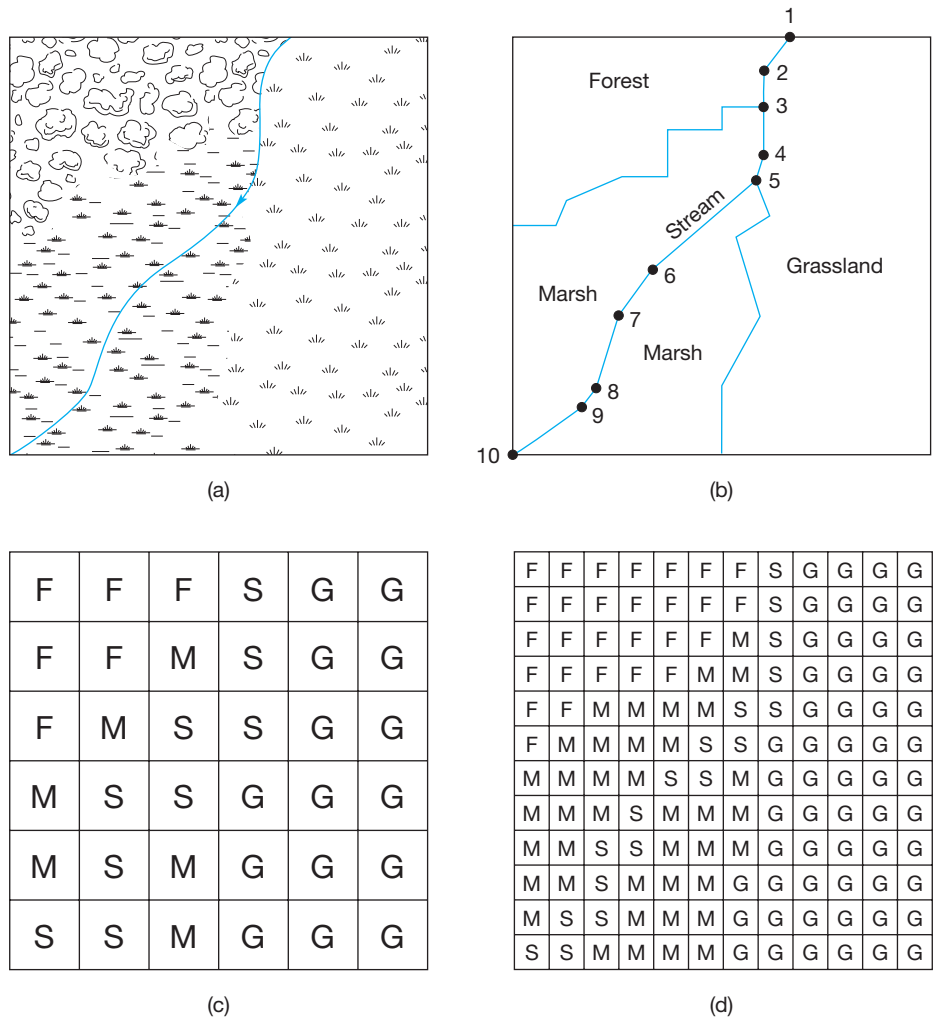 1
2
Forest
3
4
5
Stream
Grassland
6
Marsh
7
Marsh
8
9
10
(a)
(b)
F F F S G G
F F M S G G
F M S S G G
M S S G G G
M S M G G G
S S M G G G
(c)
F F F F F F F S G G G G
F F F F F F F S G G G G
F F F F F F M S G G G G
F F F F F M M S G G G G
F F M M M M S S G G G G
F M M M M S S G G G G G
M M M M S S M G G G G G
M M M S M M M G G G G G
M M S S M M M G G G G G
M M S M M M G G G G G G
M S S M M M G G G G G G
S S M M M M G G G G G G
(d)